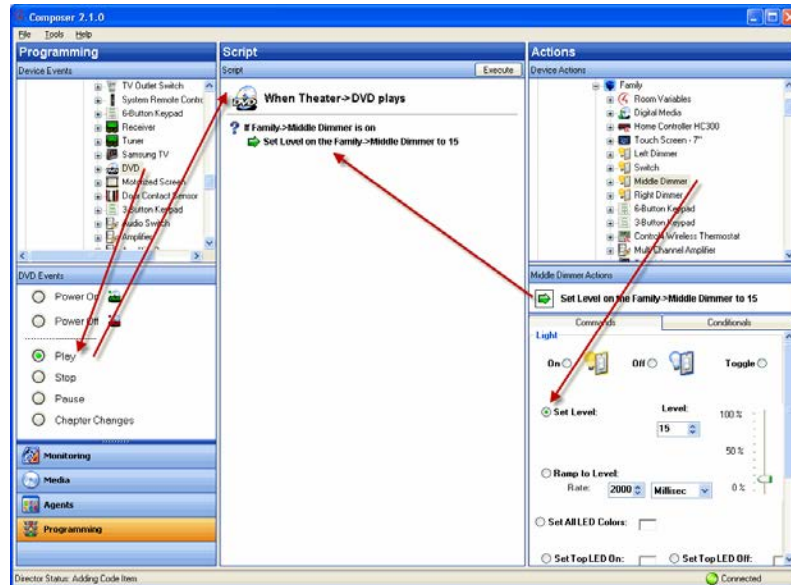 Composer 2.1.0
File Tools Help
Programming
Device Events
TV Outlet Switch
System Remote Contro
6-Button Keypad
Receiver
Tuner
Samsung TV
DVD
Motorized Screen
Door Contact Sensor
3-Button Keypad
Audio Switch
Amplifier
DVD Events
Power On
Power Off
Play
Stop
Pause
Chapter Changes
Monitoring
Media
Agents
Programming
Script
Script Execute
When Theater->DVD plays
If Family->Middle Dimmer is on
Set Level on the Family->Middle Dimmer to 15
Actions
Device Actions
Family
Room Variables
Digital Media
Home Controller HC300
Touch Screen - 7"
Left Dimmer
Switch
Middle Dimmer
Right Dimmer
6-Button Keypad
3-Button Keypad
Control4 Wireless Thermostat
Multi Channel Amplifier
Middle Dimmer Actions
Set Level on the Family->Middle Dimmer to 15
Commands Conditionals
Light
On Off Toggle
Set Level: Level: 100 %
15
50 %
Ramp to Level:
Rate: 2000 Millisec 0 %
Set All LED Colors:
Set Top LED On: Set Top LED Off:
Director Status: Adding Code Item Connected